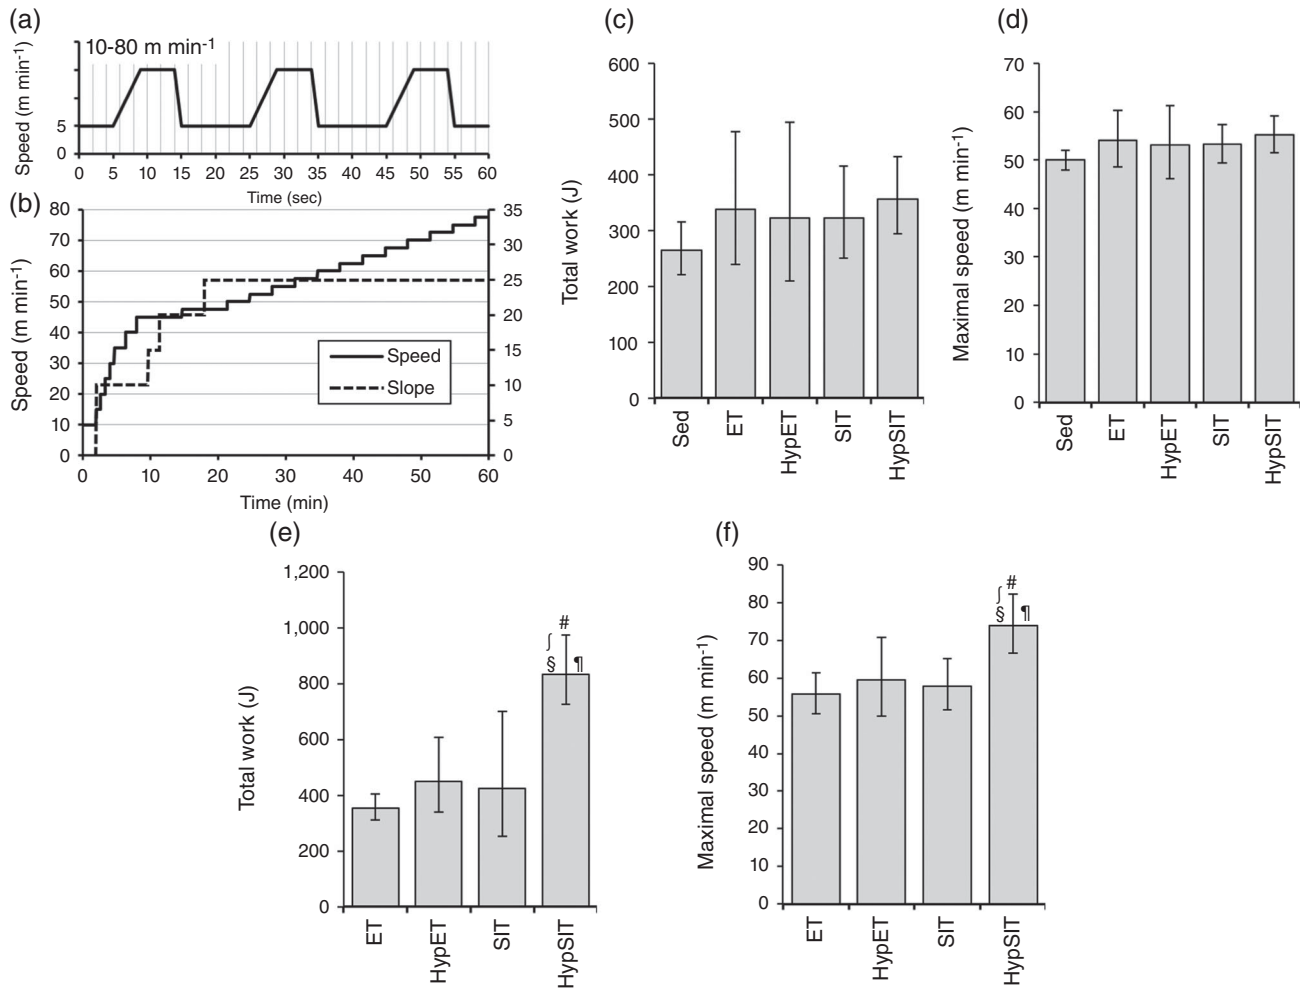 (a)
10-80 m min-1
Speed (m min-1)
5
0
0 5 10 15 20 25 30 35 40 45 50 55 60
Time (sec)
(b)
Speed (m min-1)
80
70
60
50
40
30
20
10
0
35
30
25
20
15
10
5
0
Speed
Slope
0 10 20 30 40 50 60
Time (min)
(c)
Total work (J)
600
500
400
300
200
100
0
Sed ET HypET SIT HypSIT
(d)
Maximal speed (m min-1)
70
60
50
40
30
20
10
0
Sed ET HypET SIT HypSIT
(e)
Total work (J)
1,200
1,000
800
600
400
200
0
#
∫
§ ¶
ET HypET SIT HypSIT
(f)
Maximal speed (m min-1)
90
80
70
60
50
40
30
20
10
0
#
∫
§ ¶
ET HypET SIT HypSIT